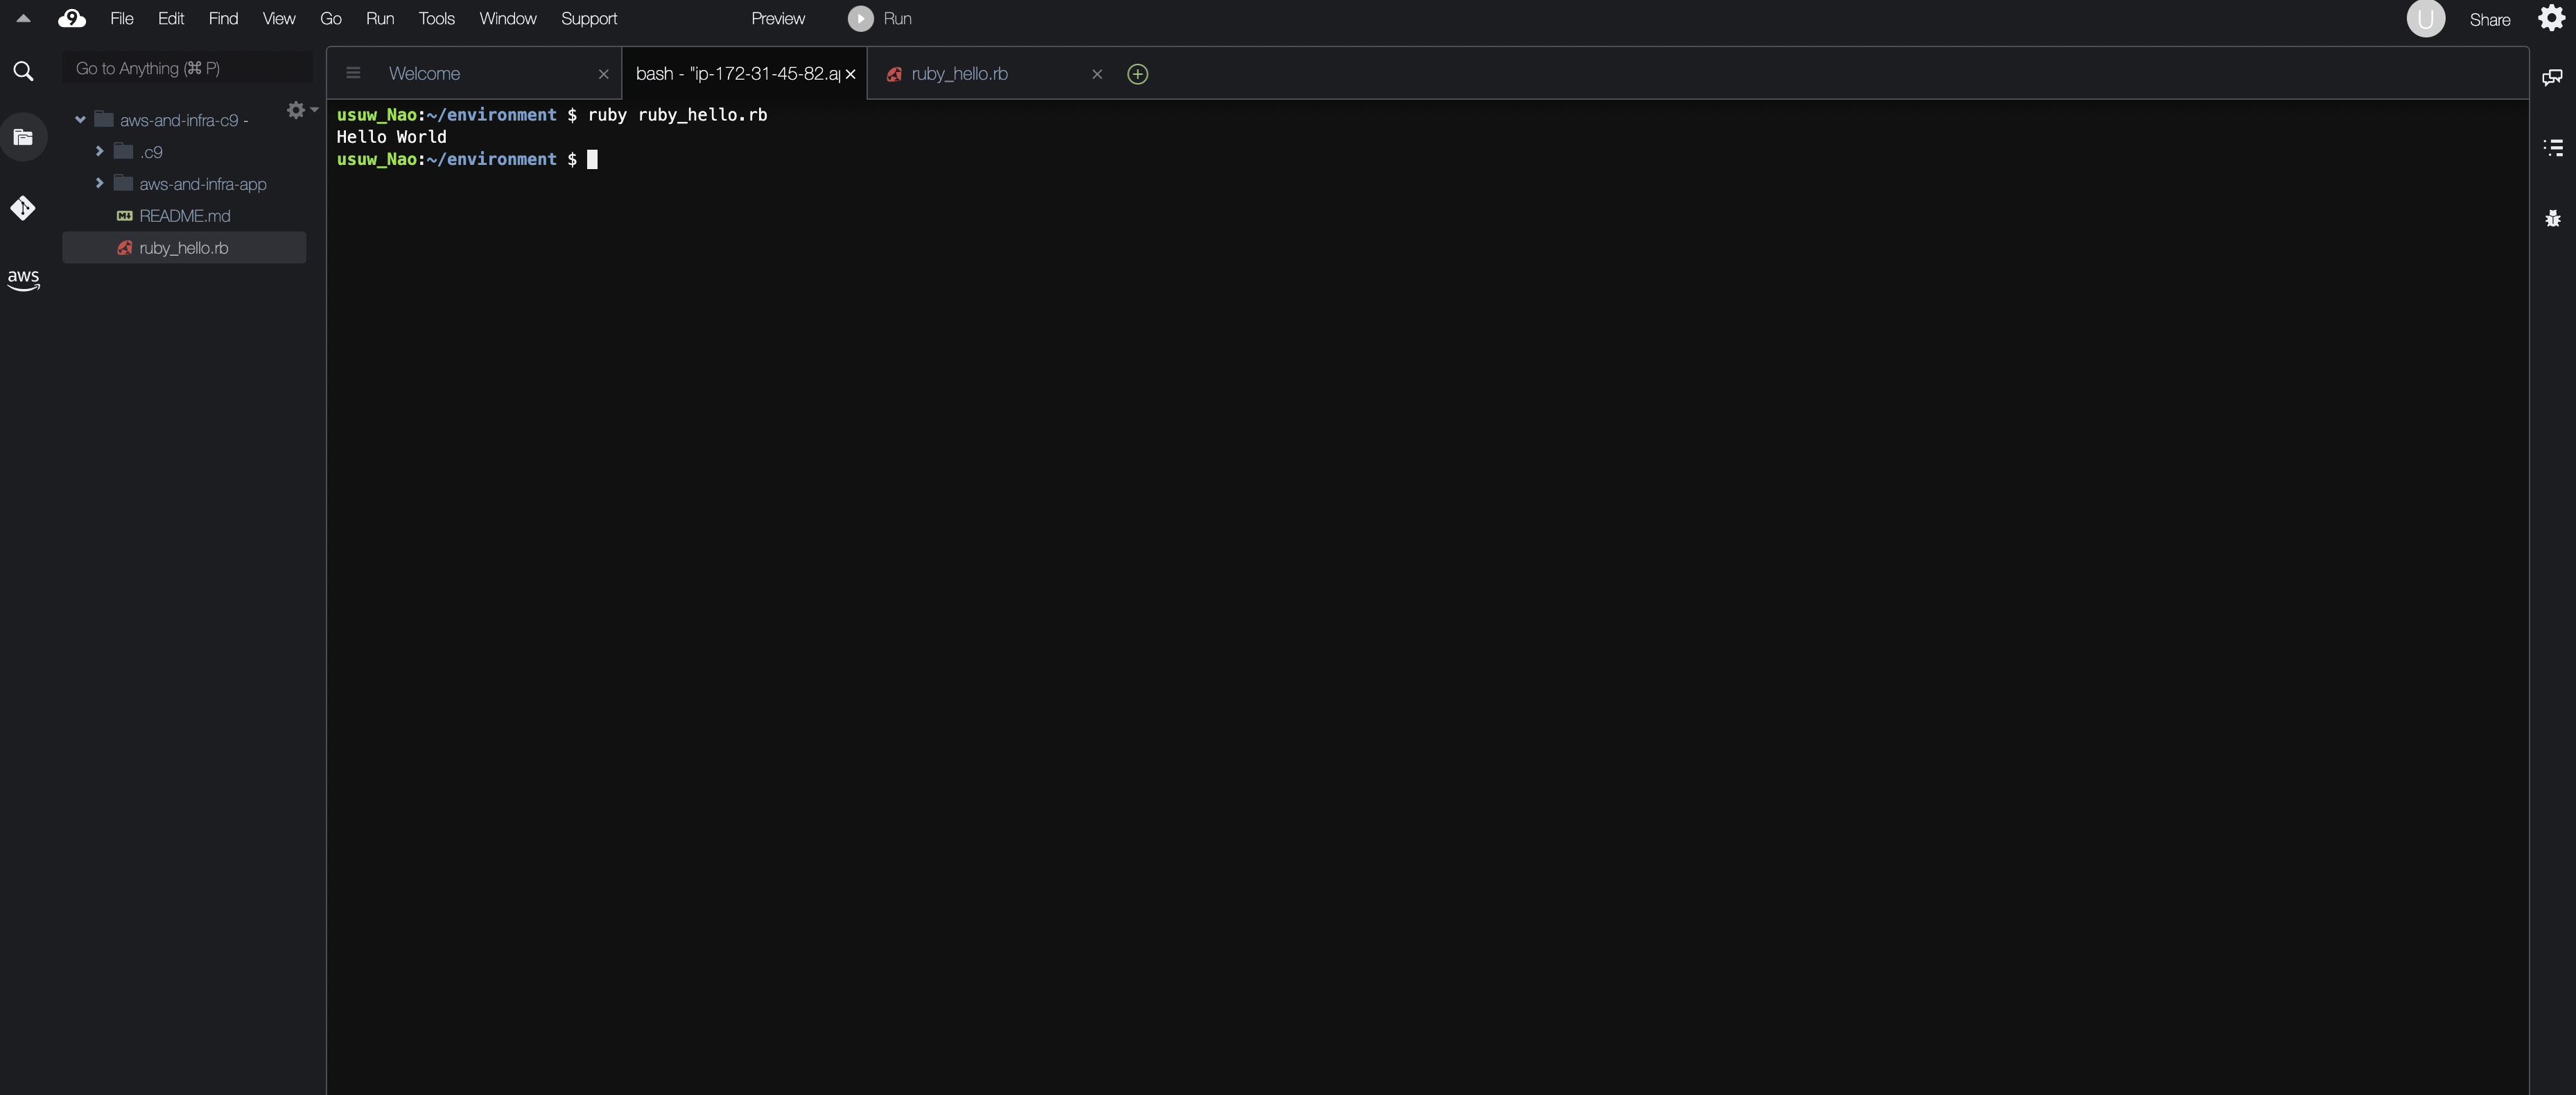 File Edit Find View Go Run Tools Window Support Preview Run U Share
Go to Anything (⌘ P)
Welcome
bash - "ip-172-31-45-82.ap
ruby_hello.rb
aws-and-infra-c9 -
.c9
aws-and-infra-app
README.md
ruby_hello.rb
aws
usuw_Nao:~/environment $ ruby ruby_hello.rb
Hello World
usuw_Nao:~/environment $